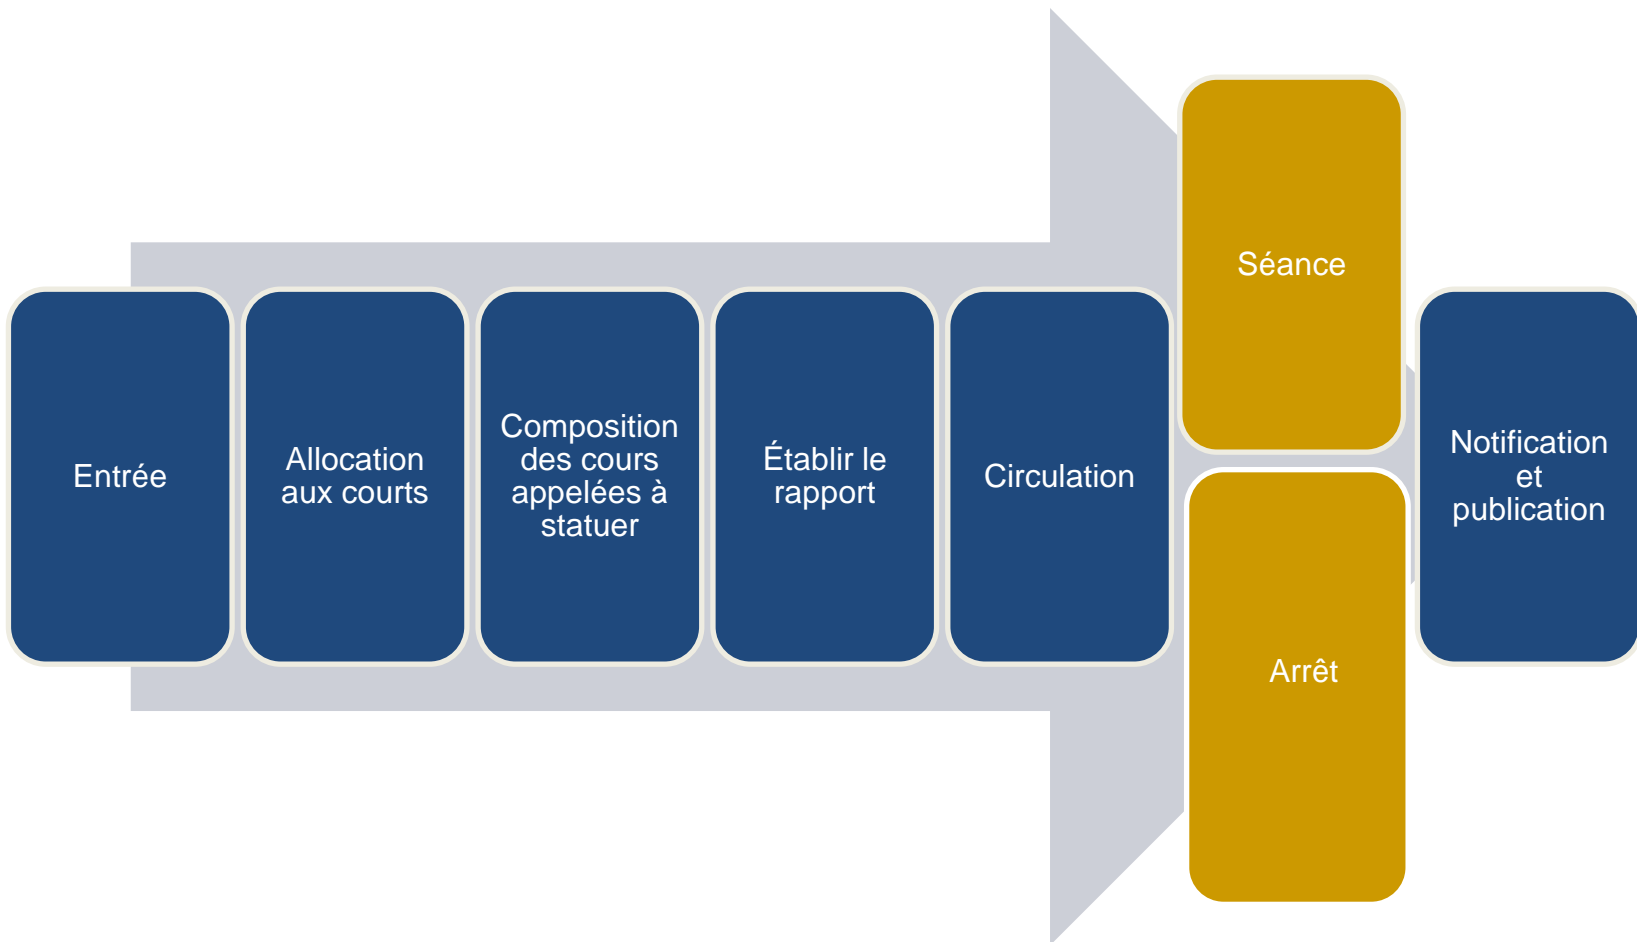 Entrée
Allocation
aux courts
Composition
des cours
appelées à
statuer
Établir le
rapport
Circulation
Séance
Arrêt
Notification
et
publication